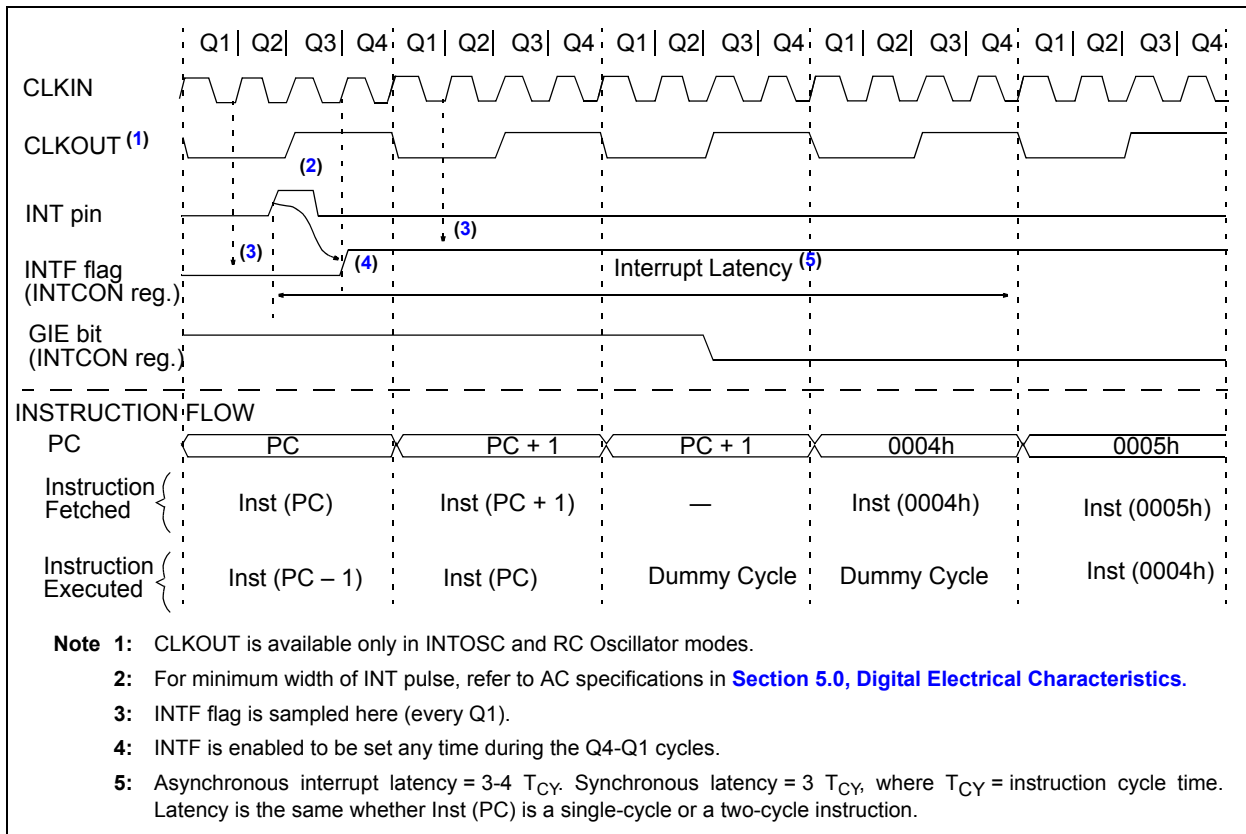 Q1 Q2 Q3 Q4 Q1 Q2 Q3 Q4 Q1 Q2 Q3 Q4 Q1 Q2 Q3 Q4 Q1 Q2 Q3 Q4
CLKIN
CLKOUT (1)
(2)
INT pin
(3)
(3)
(4)
INTF flag
(INTCON reg.)
Interrupt Latency (5)
GIE bit
(INTCON reg.)
INSTRUCTION FLOW
PC PC PC + 1 PC + 1 0004h 0005h
Instruction
Fetched
Inst (PC) Inst (PC + 1) — Inst (0004h) Inst (0005h)
Instruction
Executed
Inst (PC – 1) Inst (PC) Dummy Cycle Dummy Cycle Inst (0004h)
Note 1: CLKOUT is available only in INTOSC and RC Oscillator modes.
2: For minimum width of INT pulse, refer to AC specifications in Section 5.0, Digital Electrical Characteristics.
3: INTF flag is sampled here (every Q1).
4: INTF is enabled to be set any time during the Q4-Q1 cycles.
5: Asynchronous interrupt latency = 3-4 TCY. Synchronous latency = 3 TCY, where TCY = instruction cycle time.
Latency is the same whether Inst (PC) is a single-cycle or a two-cycle instruction.